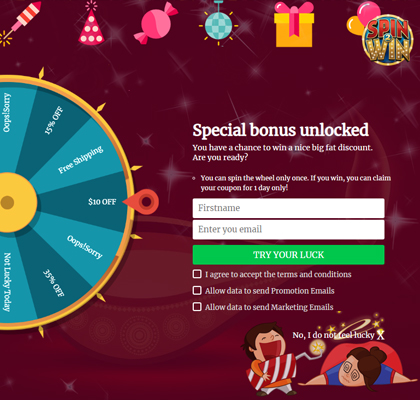 SPIN
2
WIN
Oops!Sorry
15% OFF
Free Shipping
$10 OFF
Oops!Sorry
35% OFF
Not Lucky Today
Special bonus unlocked
You have a chance to win a nice big fat discount.
Are you ready?
You can spin the wheel only once. If you win, you can claim
your coupon for 1 day only!
Firstname
Enter you email
TRY YOUR LUCK
I agree to accept the terms and conditions
Allow data to send Promotion Emails
Allow data to send Marketing Emails
No, I do not feel lucky X